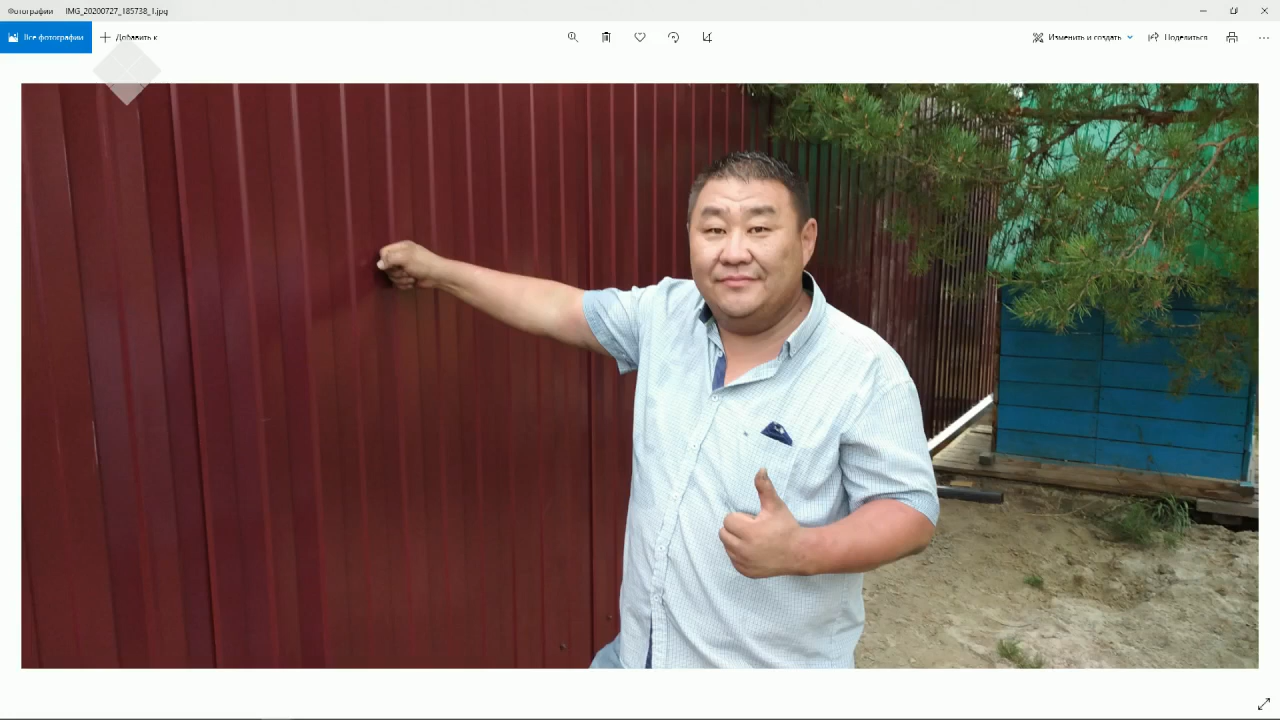 Фотографии IMG_20200727_185738_1.jpg
Все фотографии
Добавить к
Изменить и создать
Поделиться